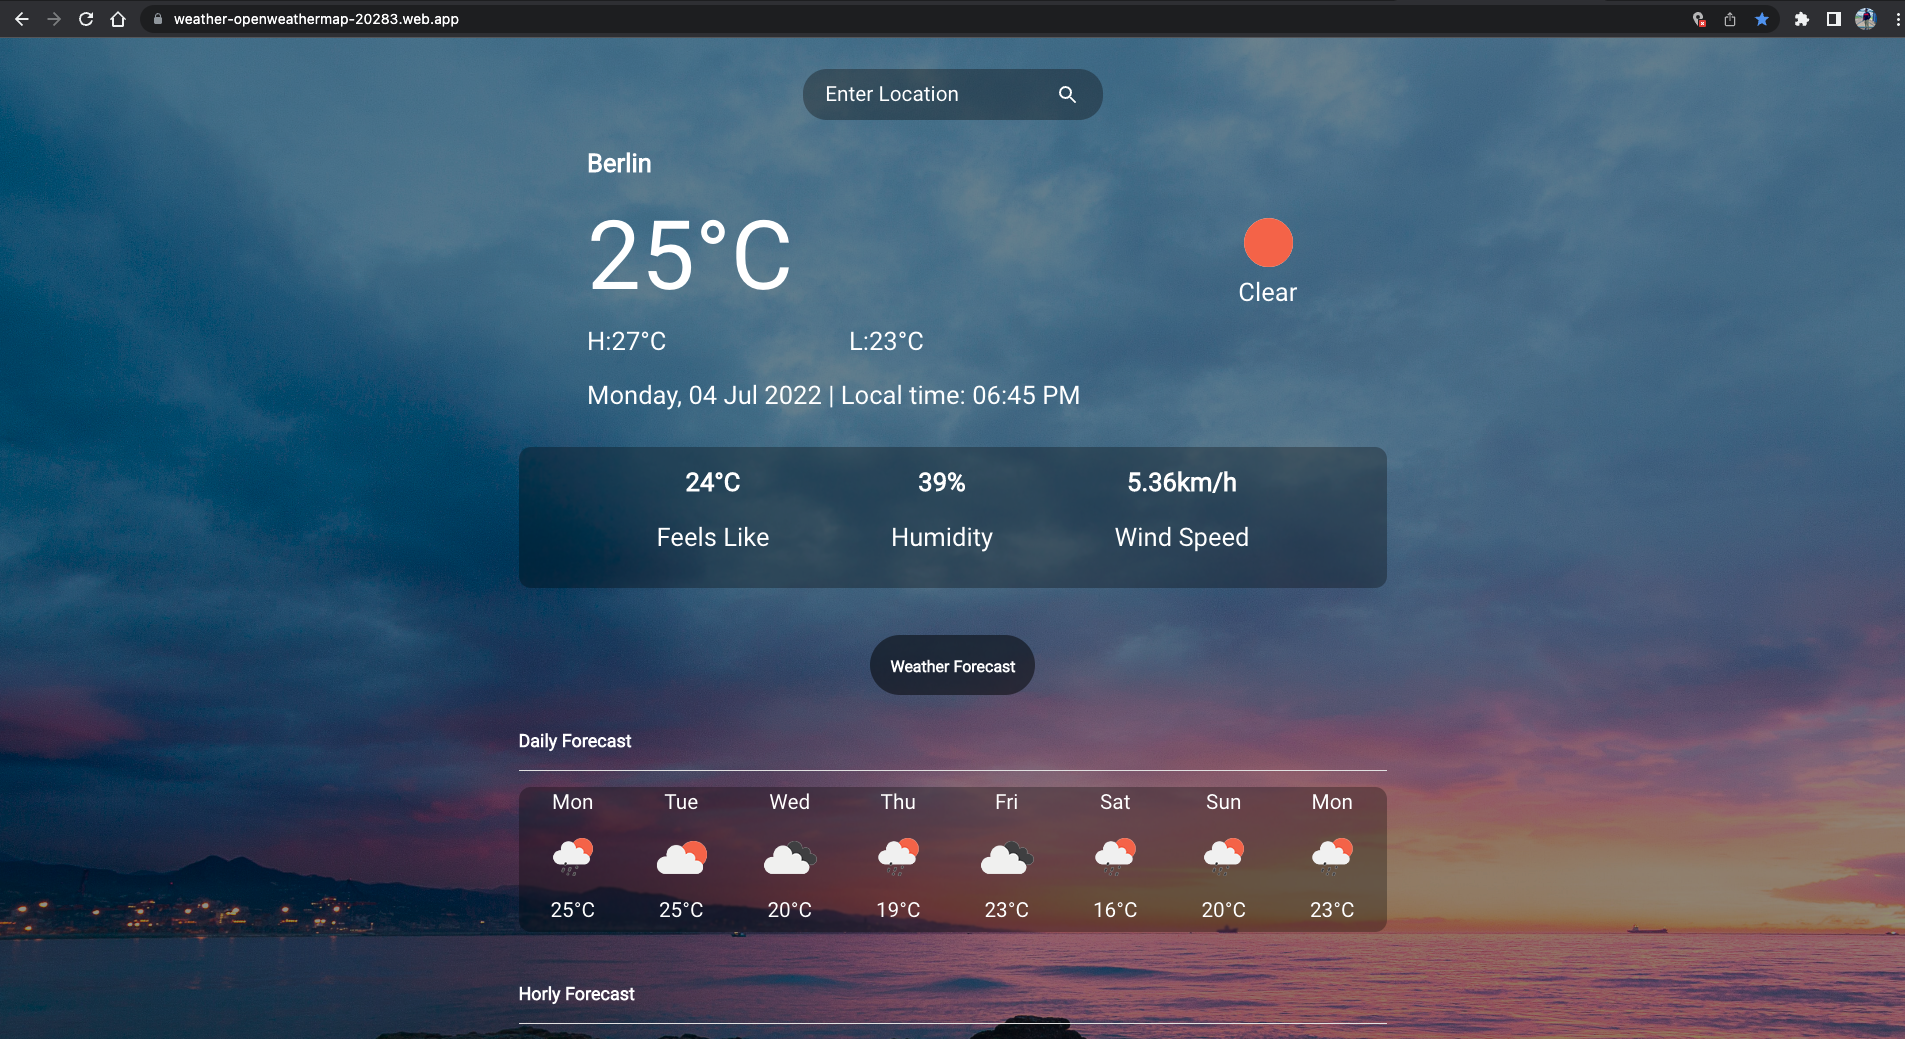 weather-openweathermap-20283.web.app
Enter Location
Berlin
25°C
Clear
H:27°C L:23°C
Monday, 04 Jul 2022 | Local time: 06:45 PM
24°C 39% 5.36km/h
Feels Like Humidity Wind Speed
Weather Forecast
Daily Forecast
Mon Tue Wed Thu Fri Sat Sun Mon
25°C 25°C 20°C 19°C 23°C 16°C 20°C 23°C
Horly Forecast